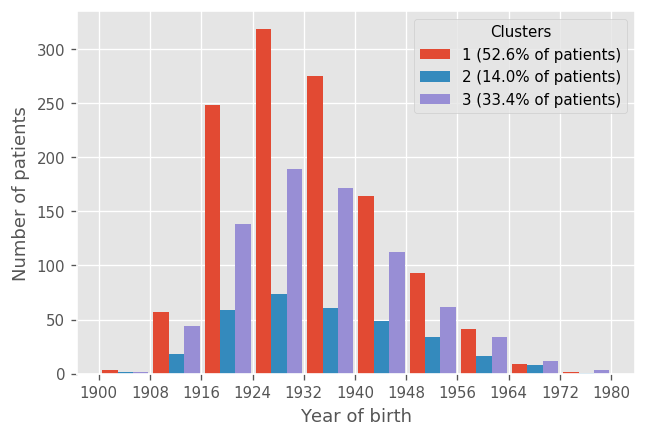 Clusters
1 (52.6% of patients)
2 (14.0% of patients)
3 (33.4% of patients)
Number of patients
300
250
200
150
100
50
0
1900 1908 1916 1924 1932 1940 1948 1956 1964 1972 1980
Year of birth